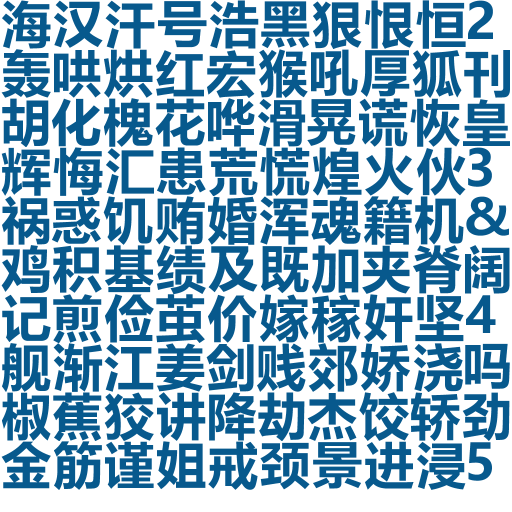 海汉汗号浩黑狠恨恒2
轰哄烘红宏猴吼厚狐刊
胡化槐花哗滑晃谎恢皇
辉悔汇患荒慌煌火伙3
祸惑饥贿婚浑魂籍机&
鸡积基绩及既加夹脊阔
记煎俭茧价嫁稼奸坚4
舰渐江姜剑贱郊娇浇吗
椒蕉狡讲降劫杰饺轿劲
金筋谨姐戒颈景进浸5